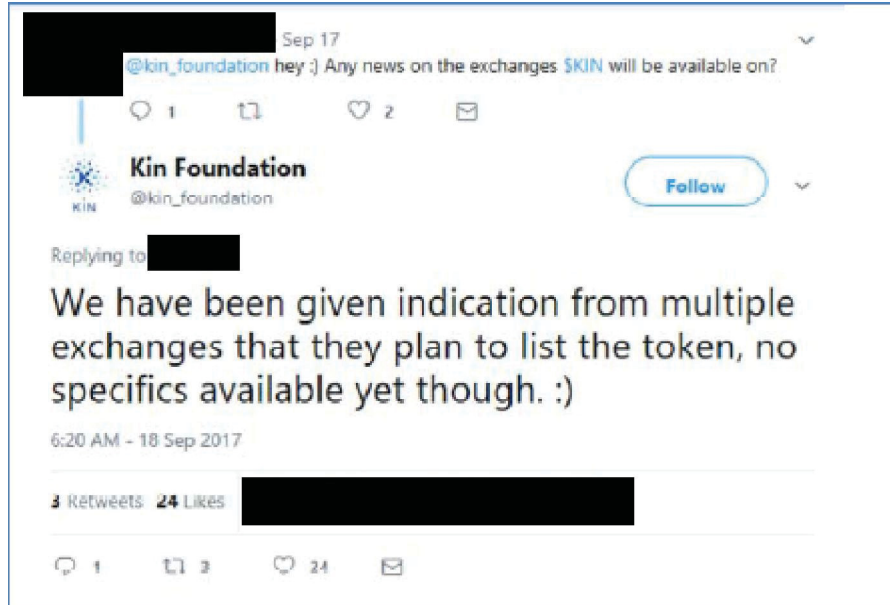 Sep 17
@kin_foundation hey :) Any news on the exchanges $KIN will be available on?
1 2
Kin Foundation
@kin_foundation
KIN
Follow
Replying to
We have been given indication from multiple
exchanges that they plan to list the token, no
specifics available yet though. :)
6:20 AM - 18 Sep 2017
3 Retweets 24 Likes
1 3 24